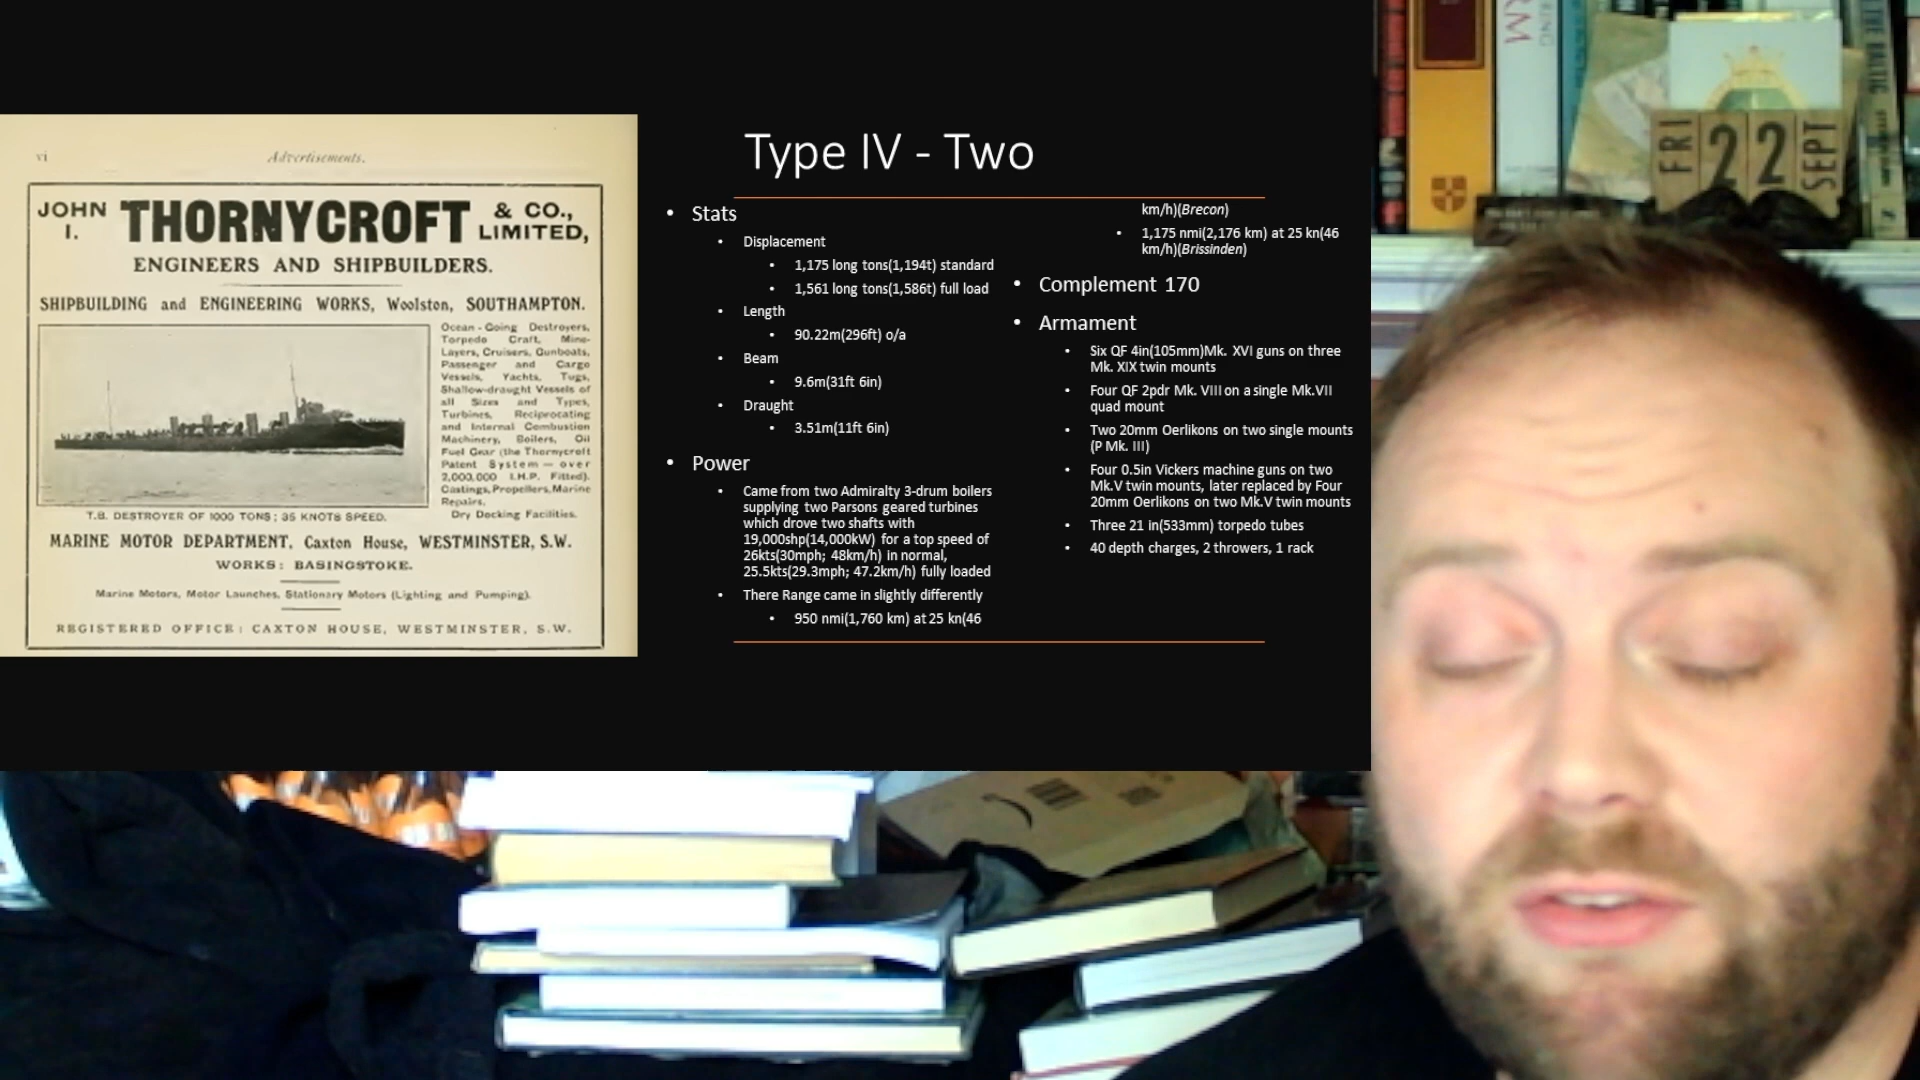 vi
Advertisements.
JOHN I. THORNYCROFT & CO., LIMITED,
ENGINEERS AND SHIPBUILDERS.
SHIPBUILDING and ENGINEERING WORKS, Woolston, SOUTHAMPTON.
Ocean-Going Destroyers,
Torpedo Craft, Mine-
Layers, Cruisers, Gunboats,
Passenger and Cargo
Vessels, Yachts, Tugs,
Shallow-draught Vessels of
all Sizes and Types,
Turbines, Reciprocating
and Internal Combustion
Machinery, Boilers, Oil
Fuel Gear (the Thornycroft
Patent System — over
2,000,000 I.H.P. Fitted).
Castings, Propellers, Marine
Repairs.
Dry Docking Facilities.
T.B. DESTROYER OF 1000 TONS; 35 KNOTS SPEED.
MARINE MOTOR DEPARTMENT, Caxton House, WESTMINSTER, S.W.
WORKS: BASINGSTOKE.
Marine Motors, Motor Launches, Stationary Motors (Lighting and Pumping).
REGISTERED OFFICE: CAXTON HOUSE, WESTMINSTER, S.W.
Type IV - Two
• Stats
• Displacement
• 1,175 long tons(1,194t) standard
• 1,561 long tons(1,586t) full load
• Length
• 90.22m(296ft) o/a
• Beam
• 9.6m(31ft 6in)
• Draught
• 3.51m(11ft 6in)
• Power
• Came from two Admiralty 3-drum boilers
supplying two Parsons geared turbines
which drove two shafts with
19,000shp(14,000kW) for a top speed of
26kts(30mph; 48km/h) in normal,
25.5kts(29.3mph; 47.2km/h) fully loaded
• There Range came in slightly differently
• 950 nmi(1,760 km) at 25 kn(46
km/h)(Brecon)
• 1,175 nmi(2,176 km) at 25 kn(46
km/h)(Brissinden)
• Complement 170
• Armament
• Six QF 4in(105mm)Mk. XVI guns on three
Mk. XIX twin mounts
• Four QF 2pdr Mk. VIII on a single Mk.VII
quad mount
• Two 20mm Oerlikons on two single mounts
(P Mk. III)
• Four 0.5in Vickers machine guns on two
Mk.V twin mounts, later replaced by Four
20mm Oerlikons on two Mk.V twin mounts
• Three 21 in(533mm) torpedo tubes
• 40 depth charges, 2 throwers, 1 rack
FRI 22 SEPT
THE BALTIC